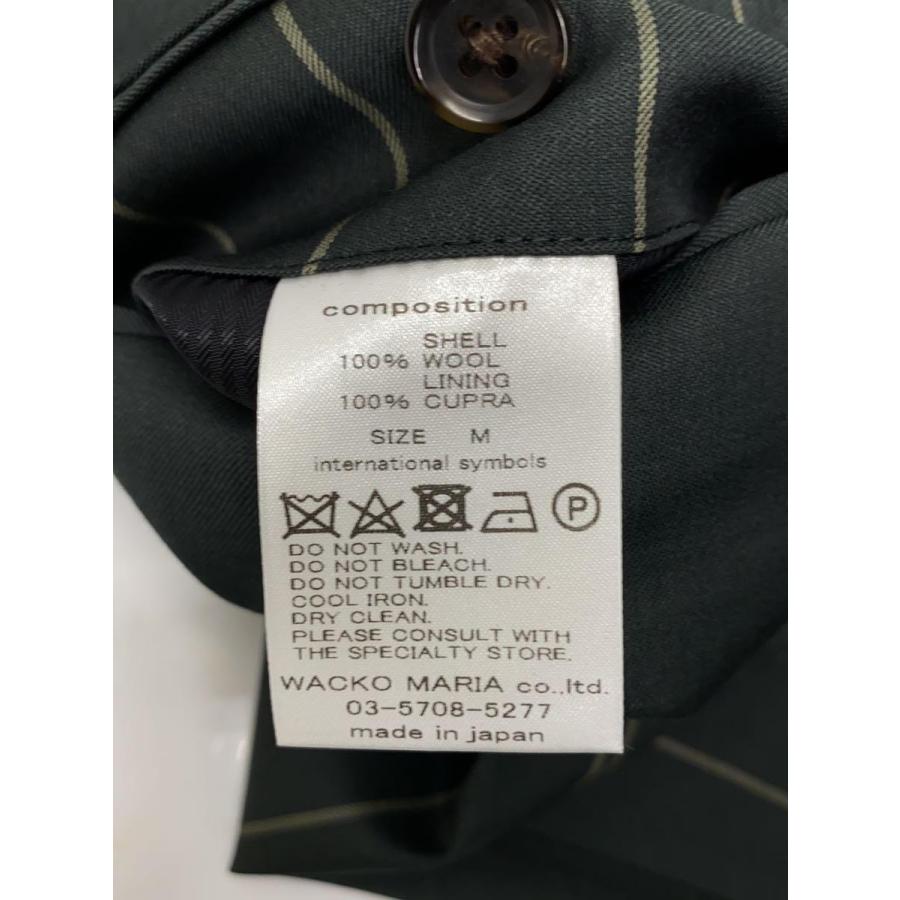 composition
SHELL
100% WOOL
LINING
100% CUPRA
SIZE M
international symbols
P
DO NOT WASH.
DO NOT BLEACH.
DO NOT TUMBLE DRY.
COOL IRON.
DRY CLEAN.
PLEASE CONSULT WITH
THE SPECIALTY STORE.
WACKO MARIA co.,ltd.
03-5708-5277
made in japan